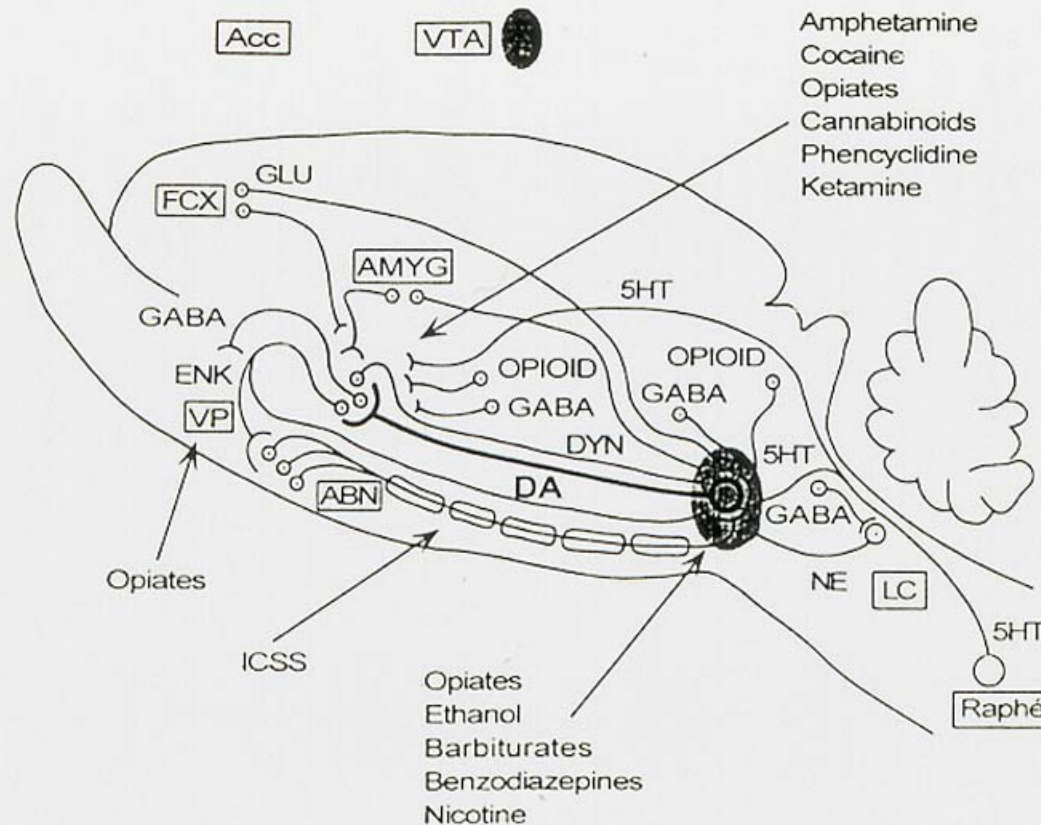 Acc
VTA
Amphetamine
Cocaine
Opiates
Cannabinoids
Phencyclidine
Ketamine
GLU
FCX
AMYG
5HT
GABA
OPIOID
OPIOID
GABA
ENK
GABA
VP
DYN
5HT
DA
ABN
GABA
Opiates
NE
LC
5HT
ICSS
Raphé
Opiates
Ethanol
Barbiturates
Benzodiazepines
Nicotine